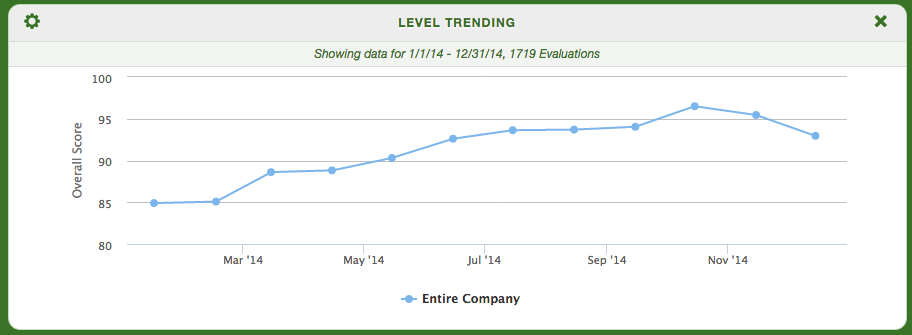 LEVEL TRENDING
Showing data for 1/1/14 - 12/31/14, 1719 Evaluations
100
95
90
85
80
Overall Score
Mar '14 May '14 Jul '14 Sep '14 Nov '14
Entire Company